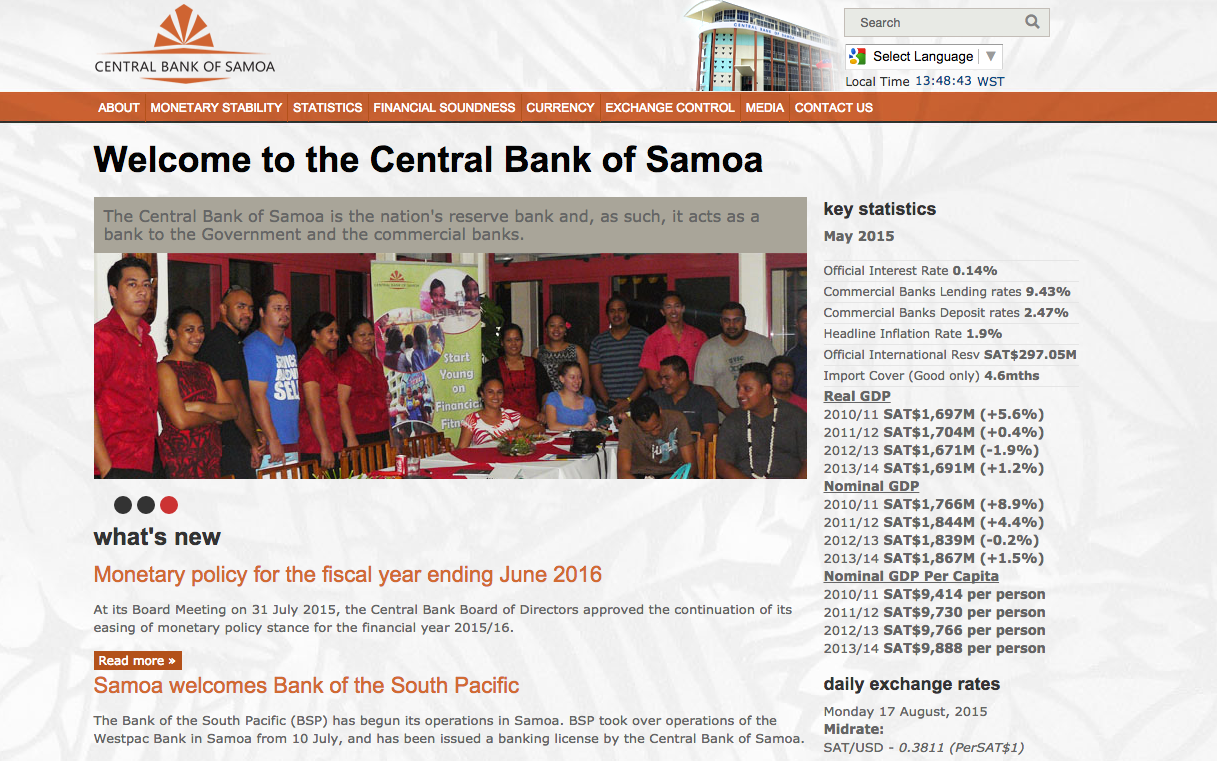 CENTRAL BANK OF SAMOA
CENTRAL BANK OF SAMOA
Search
Select Language
Local Time 13:48:43 WST
ABOUT MONETARY STABILITY STATISTICS FINANCIAL SOUNDNESS CURRENCY EXCHANGE CONTROL MEDIA CONTACT US
Welcome to the Central Bank of Samoa
The Central Bank of Samoa is the nation's reserve bank and, as such, it acts as a
bank to the Government and the commercial banks.
CENTRAL BANK OF SAMOA
Start
Young
on
Financial
what's new
Monetary policy for the fiscal year ending June 2016
At its Board Meeting on 31 July 2015, the Central Bank Board of Directors approved the continuation of its
easing of monetary policy stance for the financial year 2015/16.
Read more »
Samoa welcomes Bank of the South Pacific
The Bank of the South Pacific (BSP) has begun its operations in Samoa. BSP took over operations of the
Westpac Bank in Samoa from 10 July, and has been issued a banking license by the Central Bank of Samoa.
key statistics
May 2015
Official Interest Rate 0.14%
Commercial Banks Lending rates 9.43%
Commercial Banks Deposit rates 2.47%
Headline Inflation Rate 1.9%
Official International Resv SAT$297.05M
Import Cover (Good only) 4.6mths
Real GDP
2010/11 SAT$1,697M (+5.6%)
2011/12 SAT$1,704M (+0.4%)
2012/13 SAT$1,671M (-1.9%)
2013/14 SAT$1,691M (+1.2%)
Nominal GDP
2010/11 SAT$1,766M (+8.9%)
2011/12 SAT$1,844M (+4.4%)
2012/13 SAT$1,839M (-0.2%)
2013/14 SAT$1,867M (+1.5%)
Nominal GDP Per Capita
2010/11 SAT$9,414 per person
2011/12 SAT$9,730 per person
2012/13 SAT$9,766 per person
2013/14 SAT$9,888 per person
daily exchange rates
Monday 17 August, 2015
Midrate:
SAT/USD - 0.3811 (PerSAT$1)